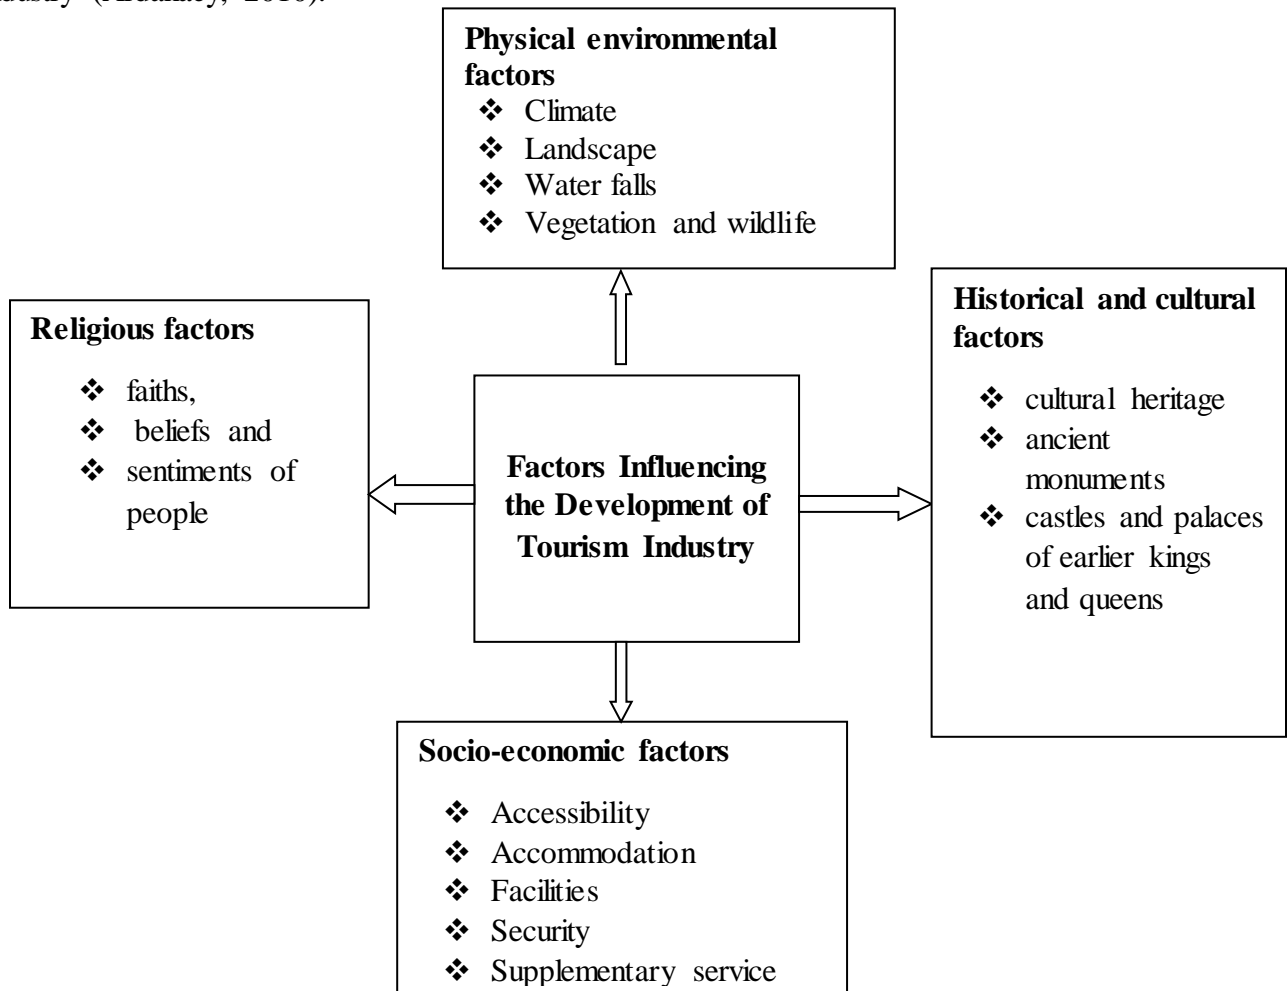 Physical environmental
factors
❖ Climate
❖ Landscape
❖ Water falls
❖ Vegetation and wildlife
Religious factors
❖ faiths,
❖ beliefs and
❖ sentiments of
people
Factors Influencing
the Development of
Tourism Industry
Historical and cultural
factors
❖ cultural heritage
❖ ancient
monuments
❖ castles and palaces
of earlier kings
and queens
Socio-economic factors
❖ Accessibility
❖ Accommodation
❖ Facilities
❖ Security
❖ Supplementary service